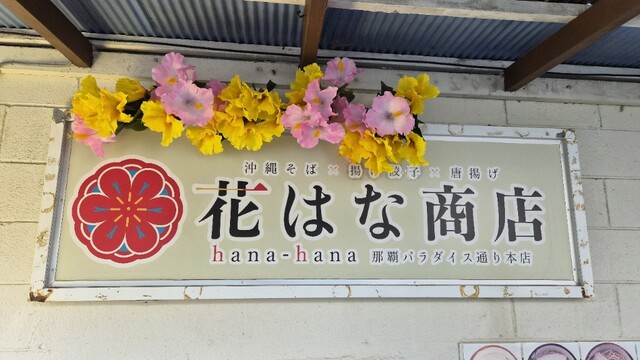 沖縄そば×揚げ餃子×唐揚げ
花はな商店
hana-hana 那覇パラダイス通り本店